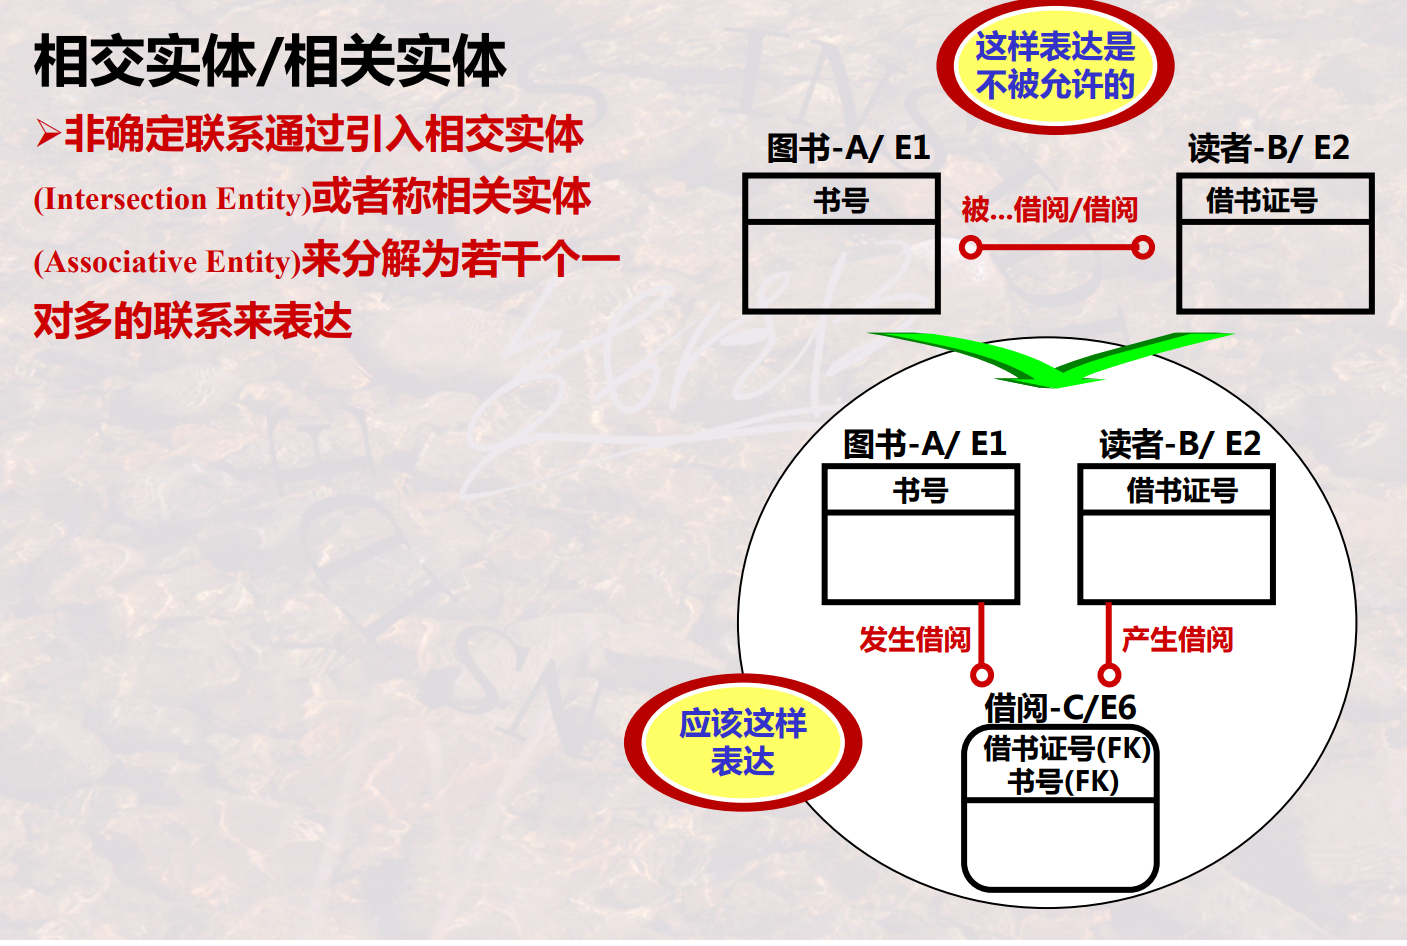 相交实体/相关实体
➢非确定联系通过引入相交实体
(Intersection Entity)或者称相关实体
(Associative Entity)来分解为若干个一
对多的联系来表达
这样表达是
不被允许的
图书-A/ E1
读者-B/ E2
书号
被...借阅/借阅
借书证号
图书-A/ E1
读者-B/ E2
书号
借书证号
发生借阅
产生借阅
应该这样
表达
借阅-C/E6
借书证号(FK)
书号(FK)